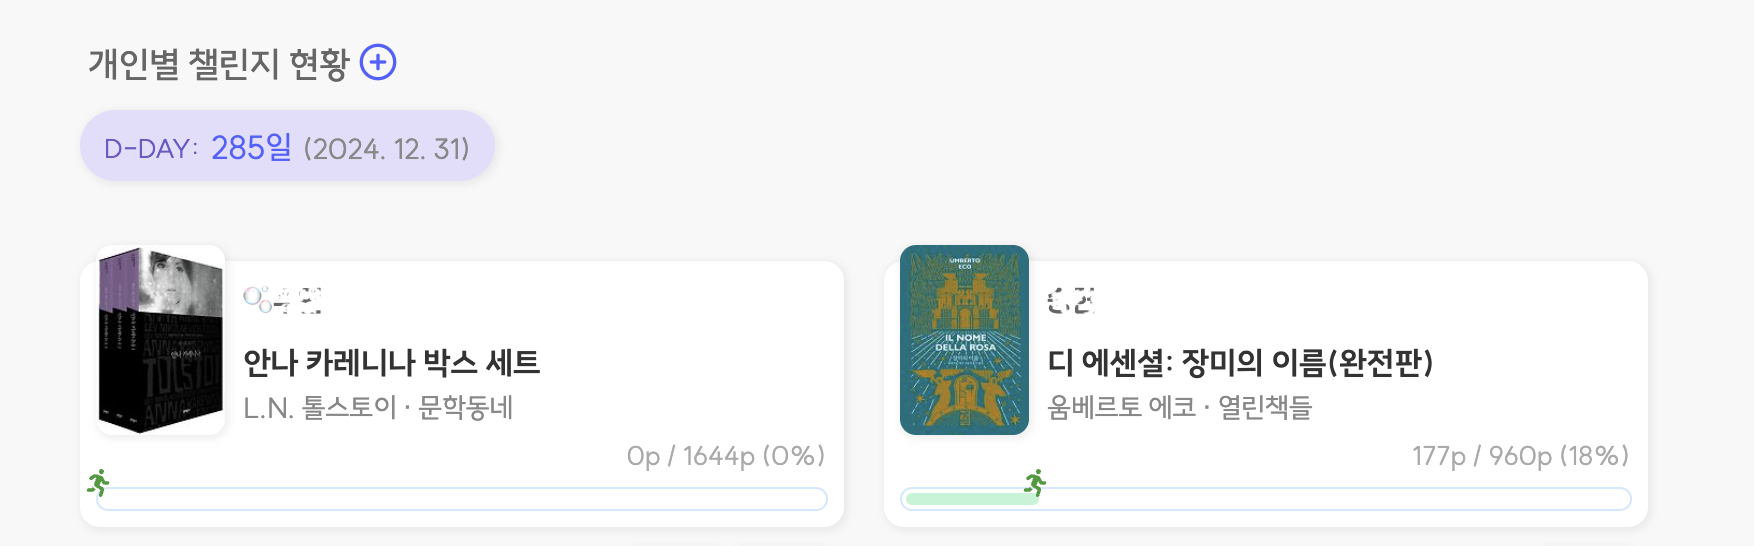 개인별 챌린지 현황
D-DAY: 285일 (2024. 12. 31)
안나 카레니나 박스 세트
L.N. 톨스토이 · 문학동네
0p / 1644p (0%)
UMBERTO
ECO
IL NOME
DELLA ROSA
디 에센셜: 장미의 이름(완전판)
움베르토 에코 · 열린책들
177p / 960p (18%)